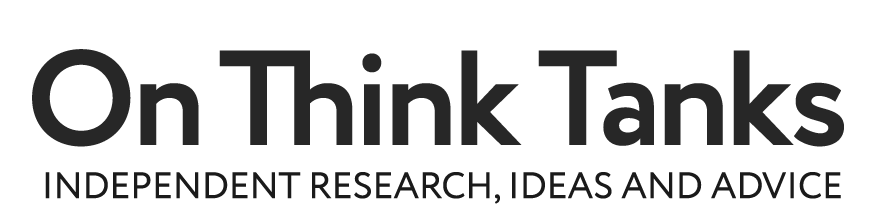 On Think Tanks
INDEPENDENT RESEARCH, IDEAS AND ADVICE